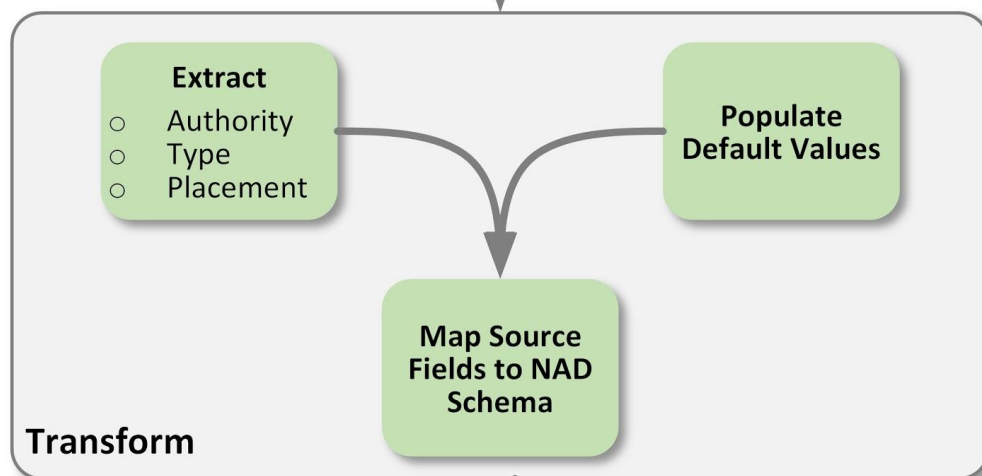 Extract
○ Authority
○ Type
○ Placement
Populate
Default Values
Map Source
Fields to NAD
Schema
Transform